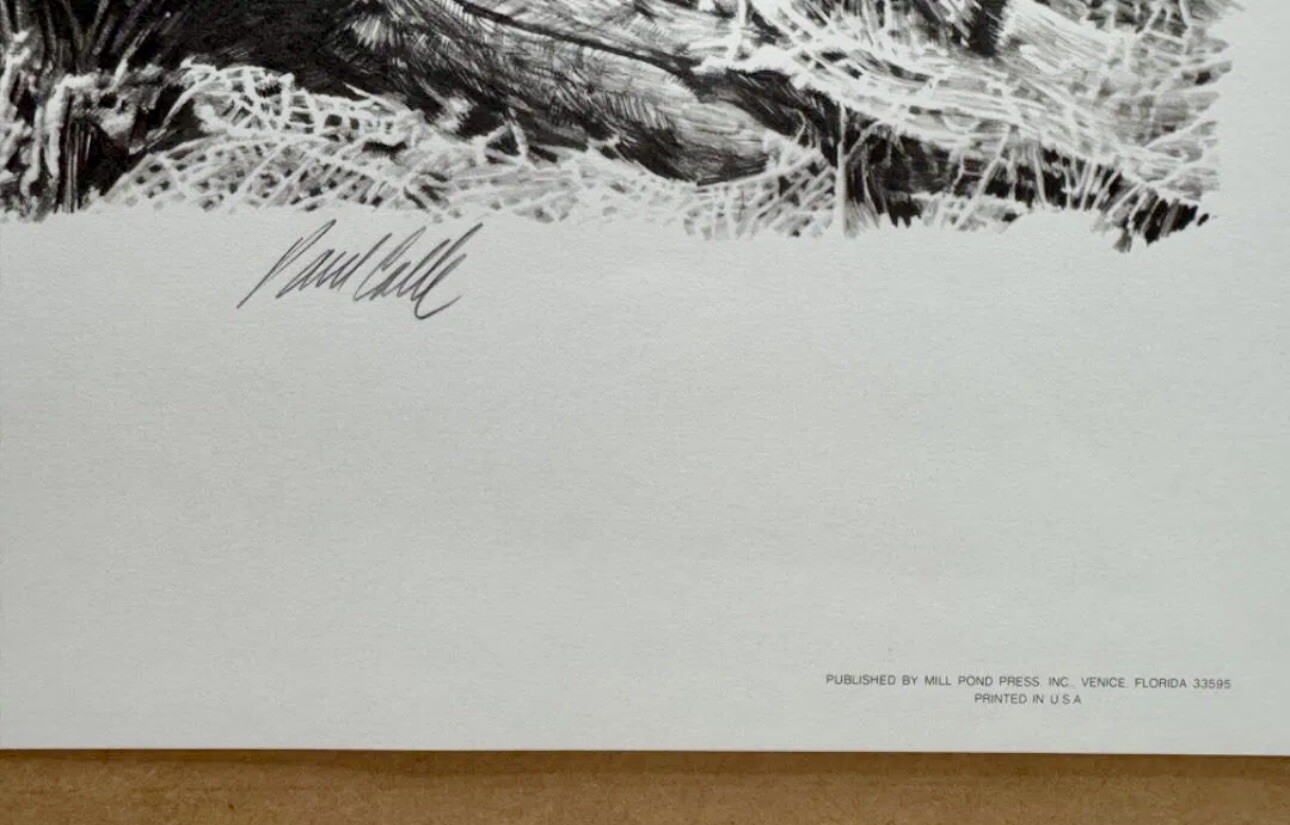 Paul Calle
PUBLISHED BY MILL POND PRESS, INC., VENICE, FLORIDA 33595
PRINTED IN U.S.A.